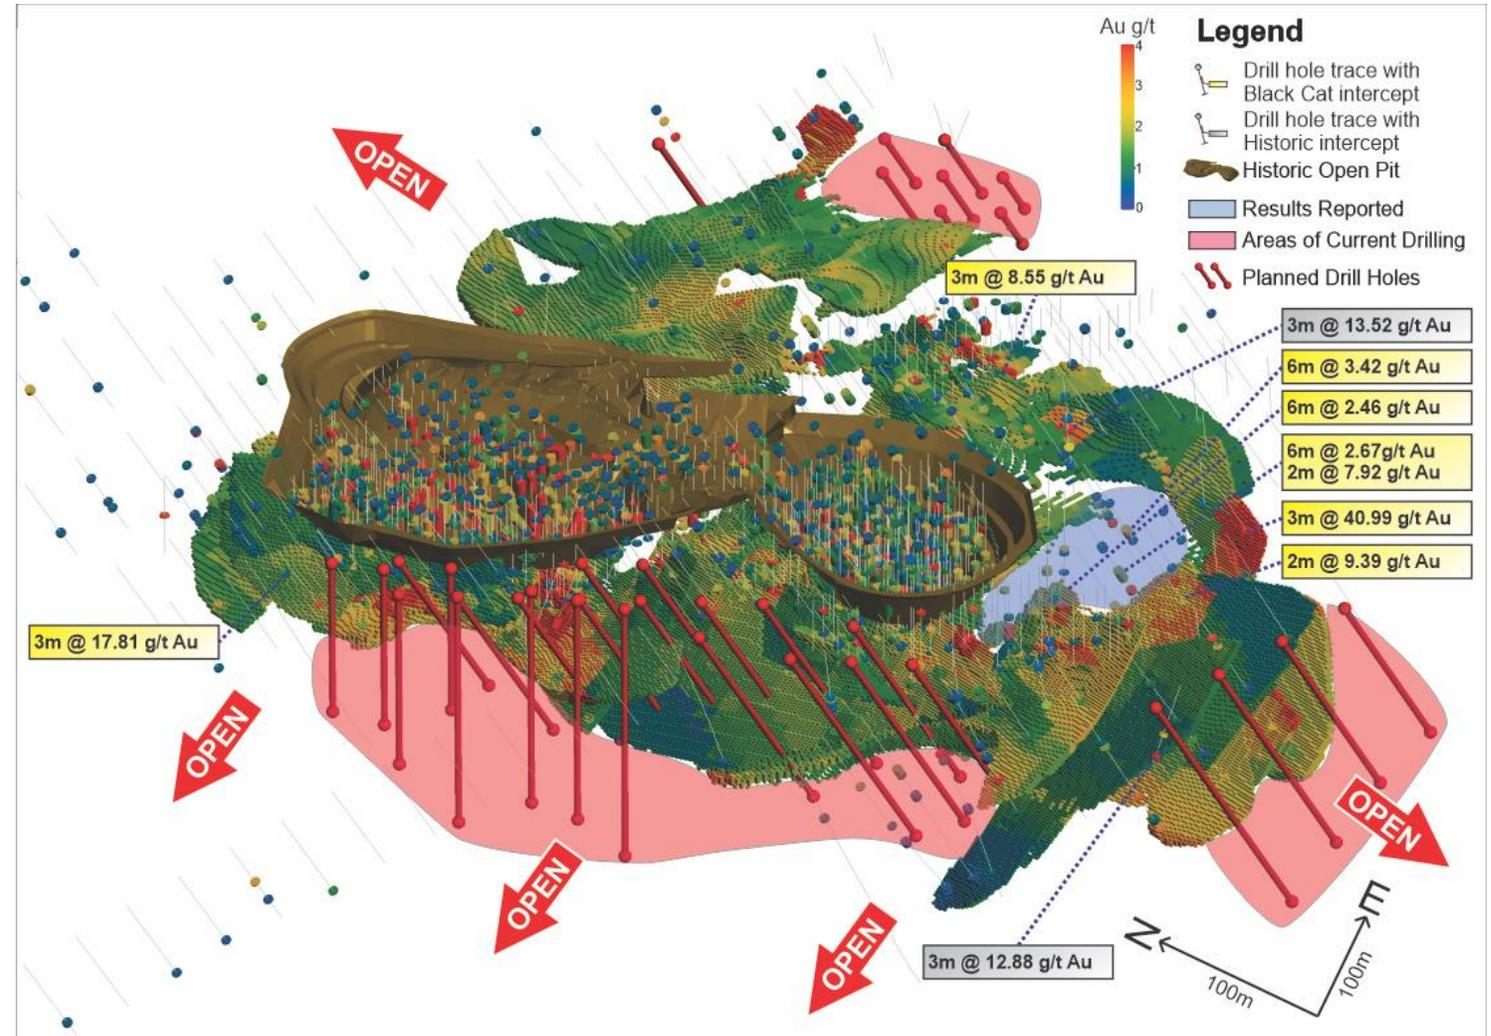 Au g/t
4
3
2
1
0
Legend
Drill hole trace with
Black Cat intercept
Drill hole trace with
Historic intercept
Historic Open Pit
Results Reported
Areas of Current Drilling
Planned Drill Holes
OPEN
3m @ 8.55 g/t Au
3m @ 13.52 g/t Au
6m @ 3.42 g/t Au
6m @ 2.46 g/t Au
6m @ 2.67g/t Au
2m @ 7.92 g/t Au
3m @ 40.99 g/t Au
2m @ 9.39 g/t Au
3m @ 17.81 g/t Au
OPEN
OPEN
OPEN
OPEN
3m @ 12.88 g/t Au
N
E
100m
100m